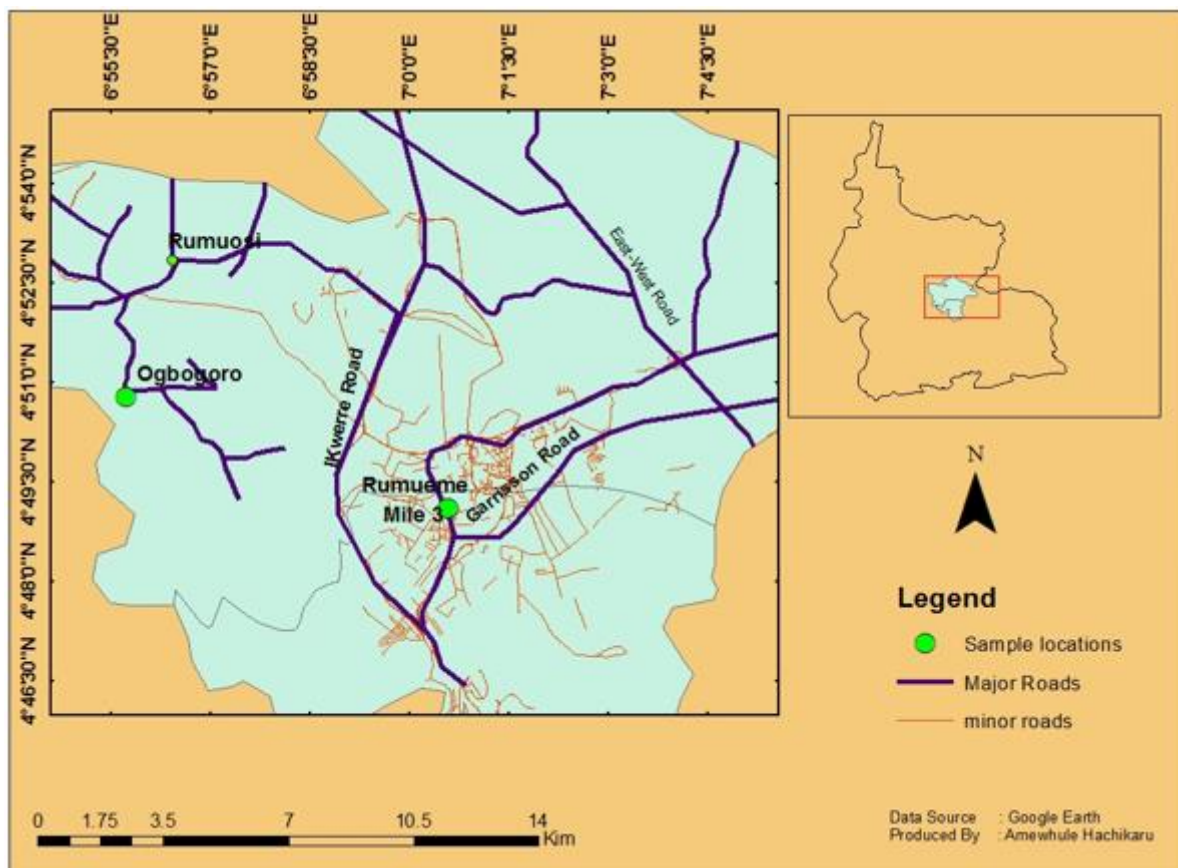 6°55'30"E
6°57'0"E
6°58'30"E
7°0'0"E
7°1'30"E
7°3'0"E
7°4'30"E
4°54'0"N
4°52'30"N
4°51'0"N
4°49'30"N
4°48'0"N
4°46'30"N
Rumuosi
East-West Road
Ogbogoro
IKwerre Road
Garrisson Road
Rumueme
Mile 3
N
Legend
Sample locations
Major Roads
minor roads
0 1.75 3.5 7 10.5 14
Kim
Data Source : Google Earth
Produced By : Amewhule Hachikaru